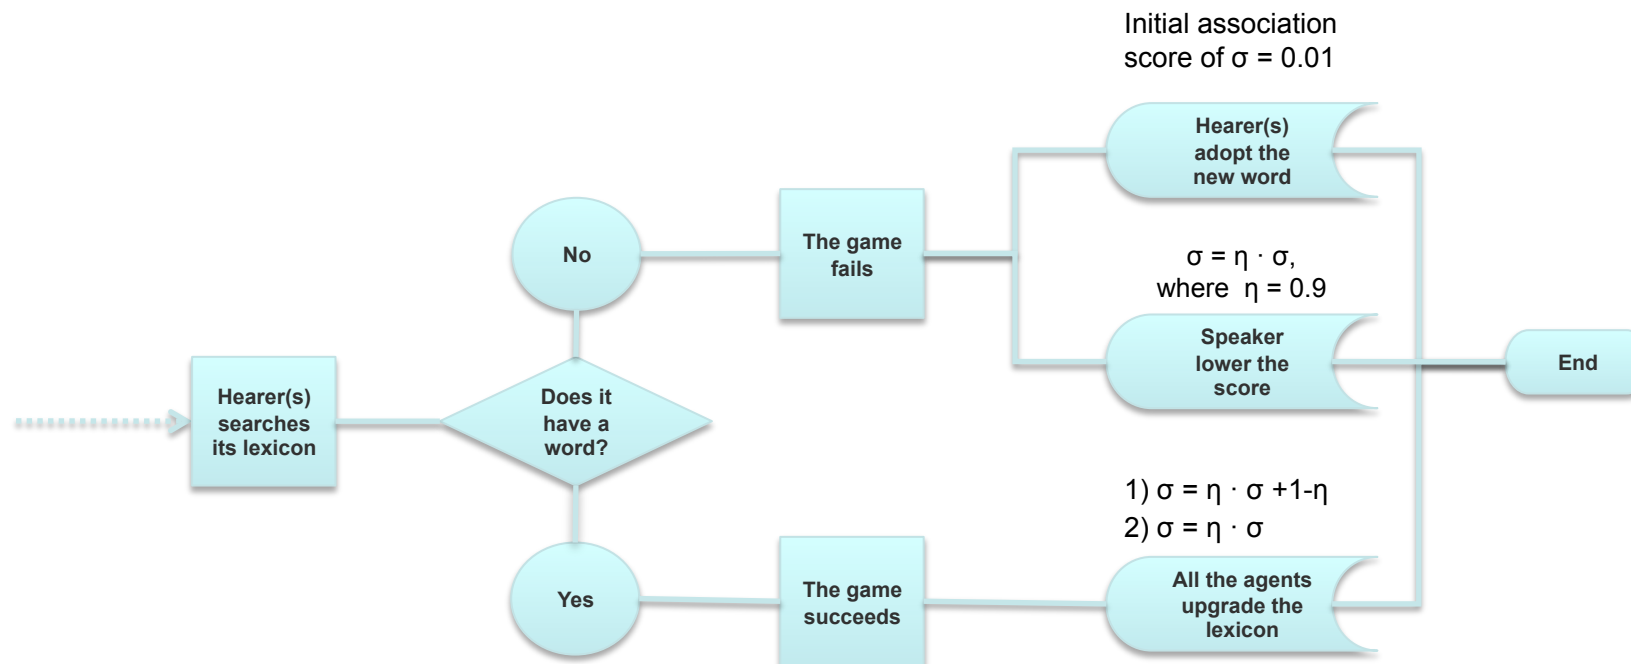 Initial association
score of σ = 0.01
Hearer(s)
adopt the
new word
No
The game
fails
σ = η · σ,
where η = 0.9
Speaker
lower the
score
End
Hearer(s)
searches
its lexicon
Does it
have a
word?
1) σ = η · σ +1-η
2) σ = η · σ
Yes
The game
succeeds
All the agents
upgrade the
lexicon